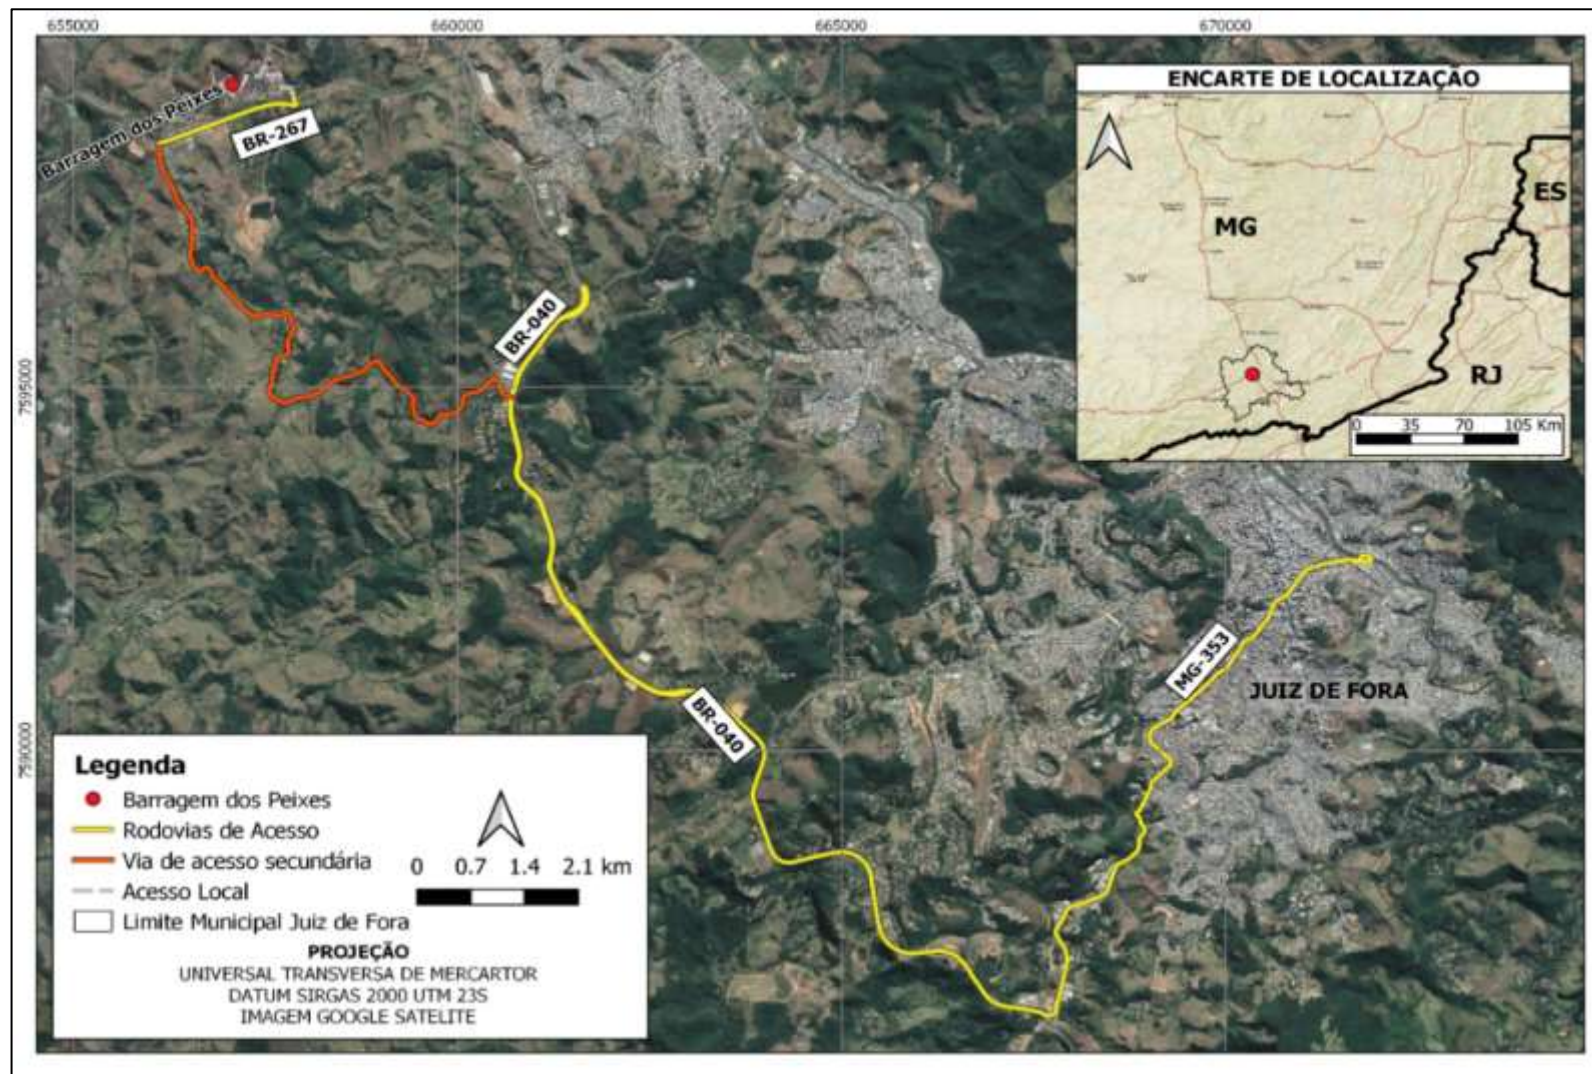 655000
660000
665000
670000
Barragem dos Peixes
BR-267
BR-040
BR-040
MG-353
JUIZ DE FORA
7595000
7590000
ENCARTE DE LOCALIZAÇÃO
MG
ES
RJ
0 35 70 105 Km
Legenda
Barragem dos Peixes
Rodovias de Acesso
Via de acesso secundária
Acesso Local
Limite Municipal Juiz de Fora
0 0.7 1.4 2.1 km
PROJEÇÃO
UNIVERSAL TRANSVERSA DE MERCARTOR
DATUM SIRGAS 2000 UTM 23S
IMAGEM GOOGLE SATELITE